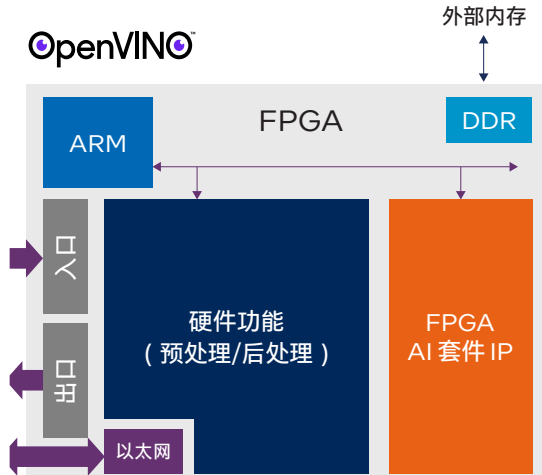 外部内存
OpenVINO™
FPGA
DDR
ARM
入口
硬件功能
(预处理/后处理)
FPGA
AI 套件 IP
出口
以太网